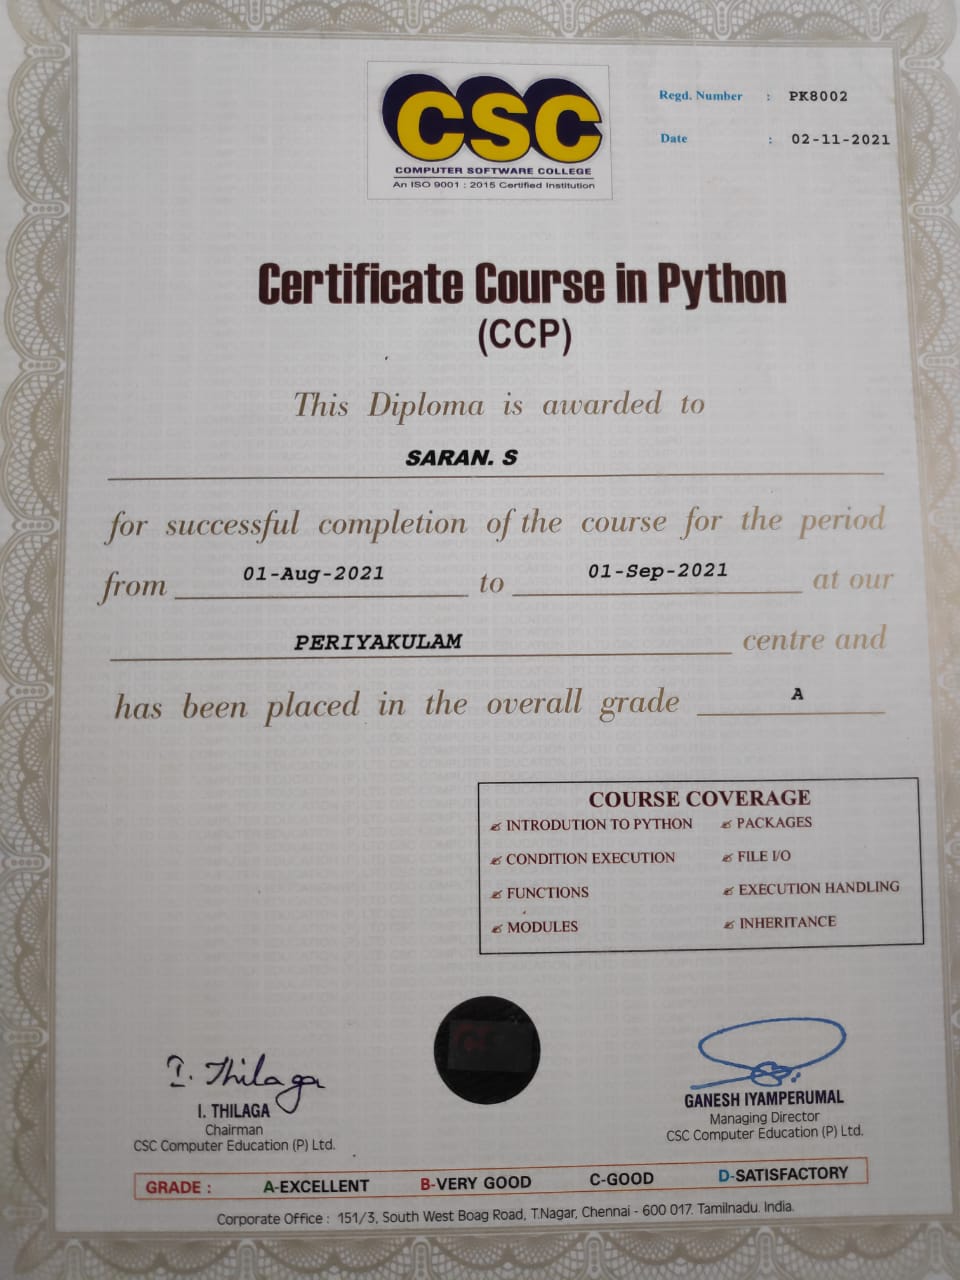 CSC
COMPUTER SOFTWARE COLLEGE
An ISO 9001 : 2015 Certified Institution
Regd. Number : PK8002
Date : 02-11-2021
Certificate Course in Python
(CCP)
This Diploma is awarded to
SARAN. S
for successful completion of the course for the period
from 01-Aug-2021 to 01-Sep-2021 at our
PERIYAKULAM centre and
has been placed in the overall grade A
COURSE COVERAGE
INTRODUTION TO PYTHON PACKAGES
CONDITION EXECUTION FILE I/O
FUNCTIONS EXECUTION HANDLING
MODULES INHERITANCE
I. Thilaga
I. THILAGA
Chairman
CSC Computer Education (P) Ltd.
GANESH IYAMPERUMAL
Managing Director
CSC Computer Education (P) Ltd.
GRADE : A-EXCELLENT B-VERY GOOD C-GOOD D-SATISFACTORY
Corporate Office : 151/3, South West Boag Road, T.Nagar, Chennai - 600 017. Tamilnadu. India.